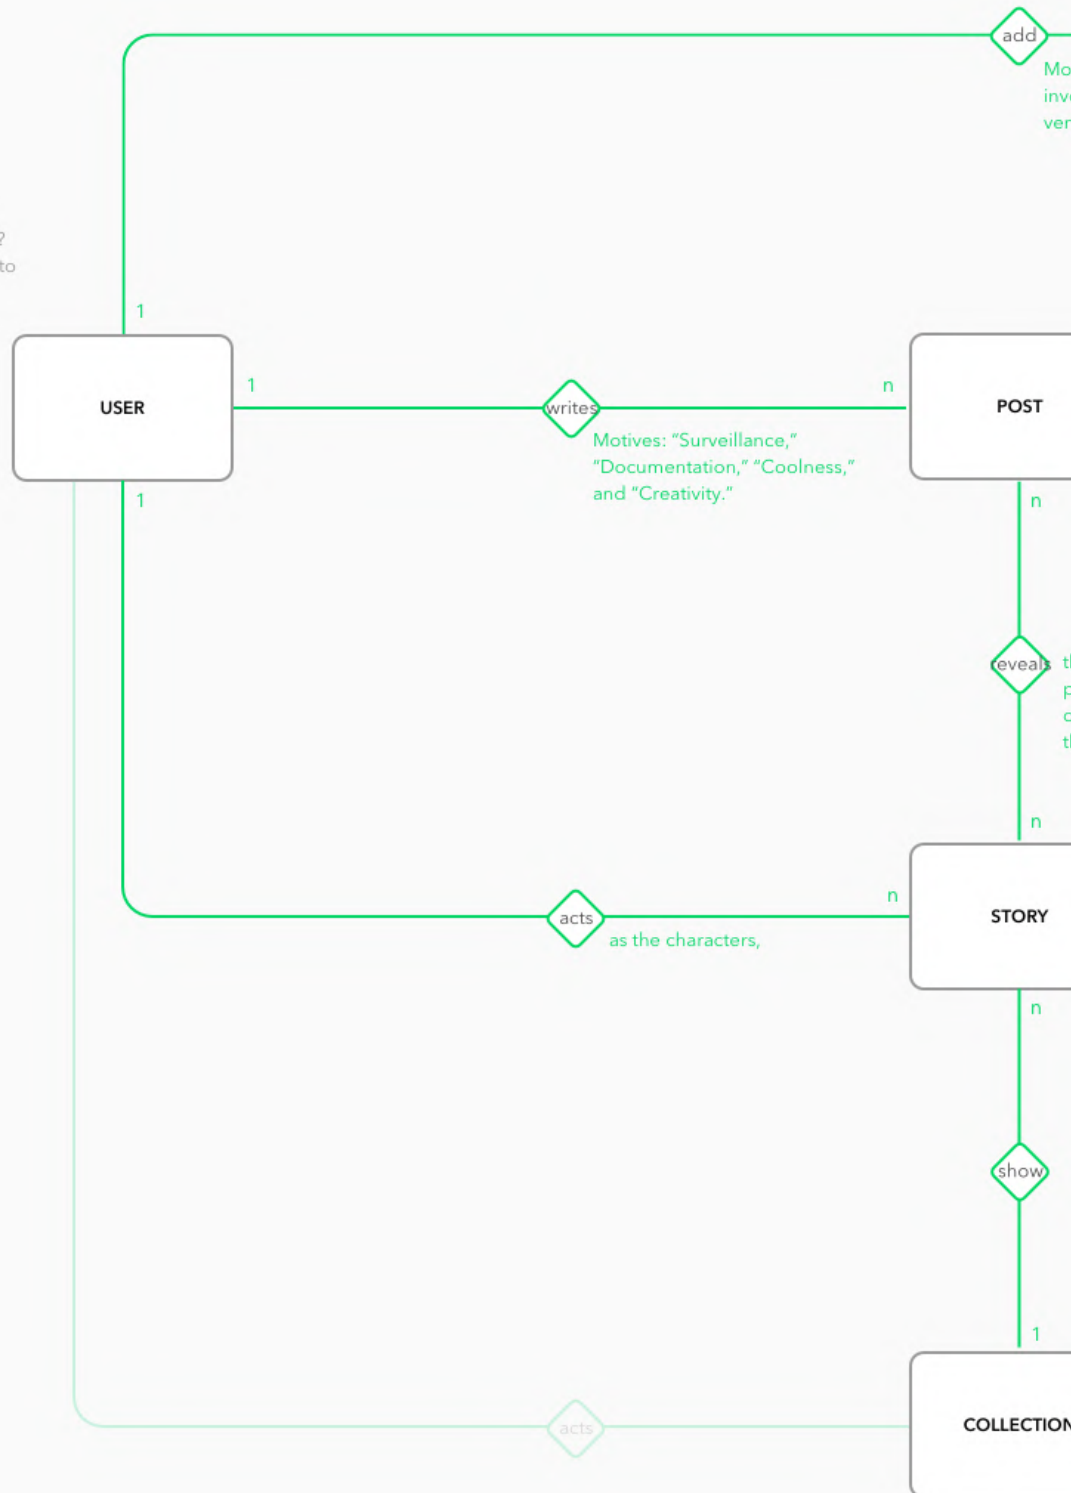 add
?
to
1
USER
1
writes
n
POST
Motives: “Surveillance,”
“Documentation,” “Coolness,”
and “Creativity.”
1
n
reveals
n
n
acts
STORY
as the characters,
n
show
1
acts
COLLECTION